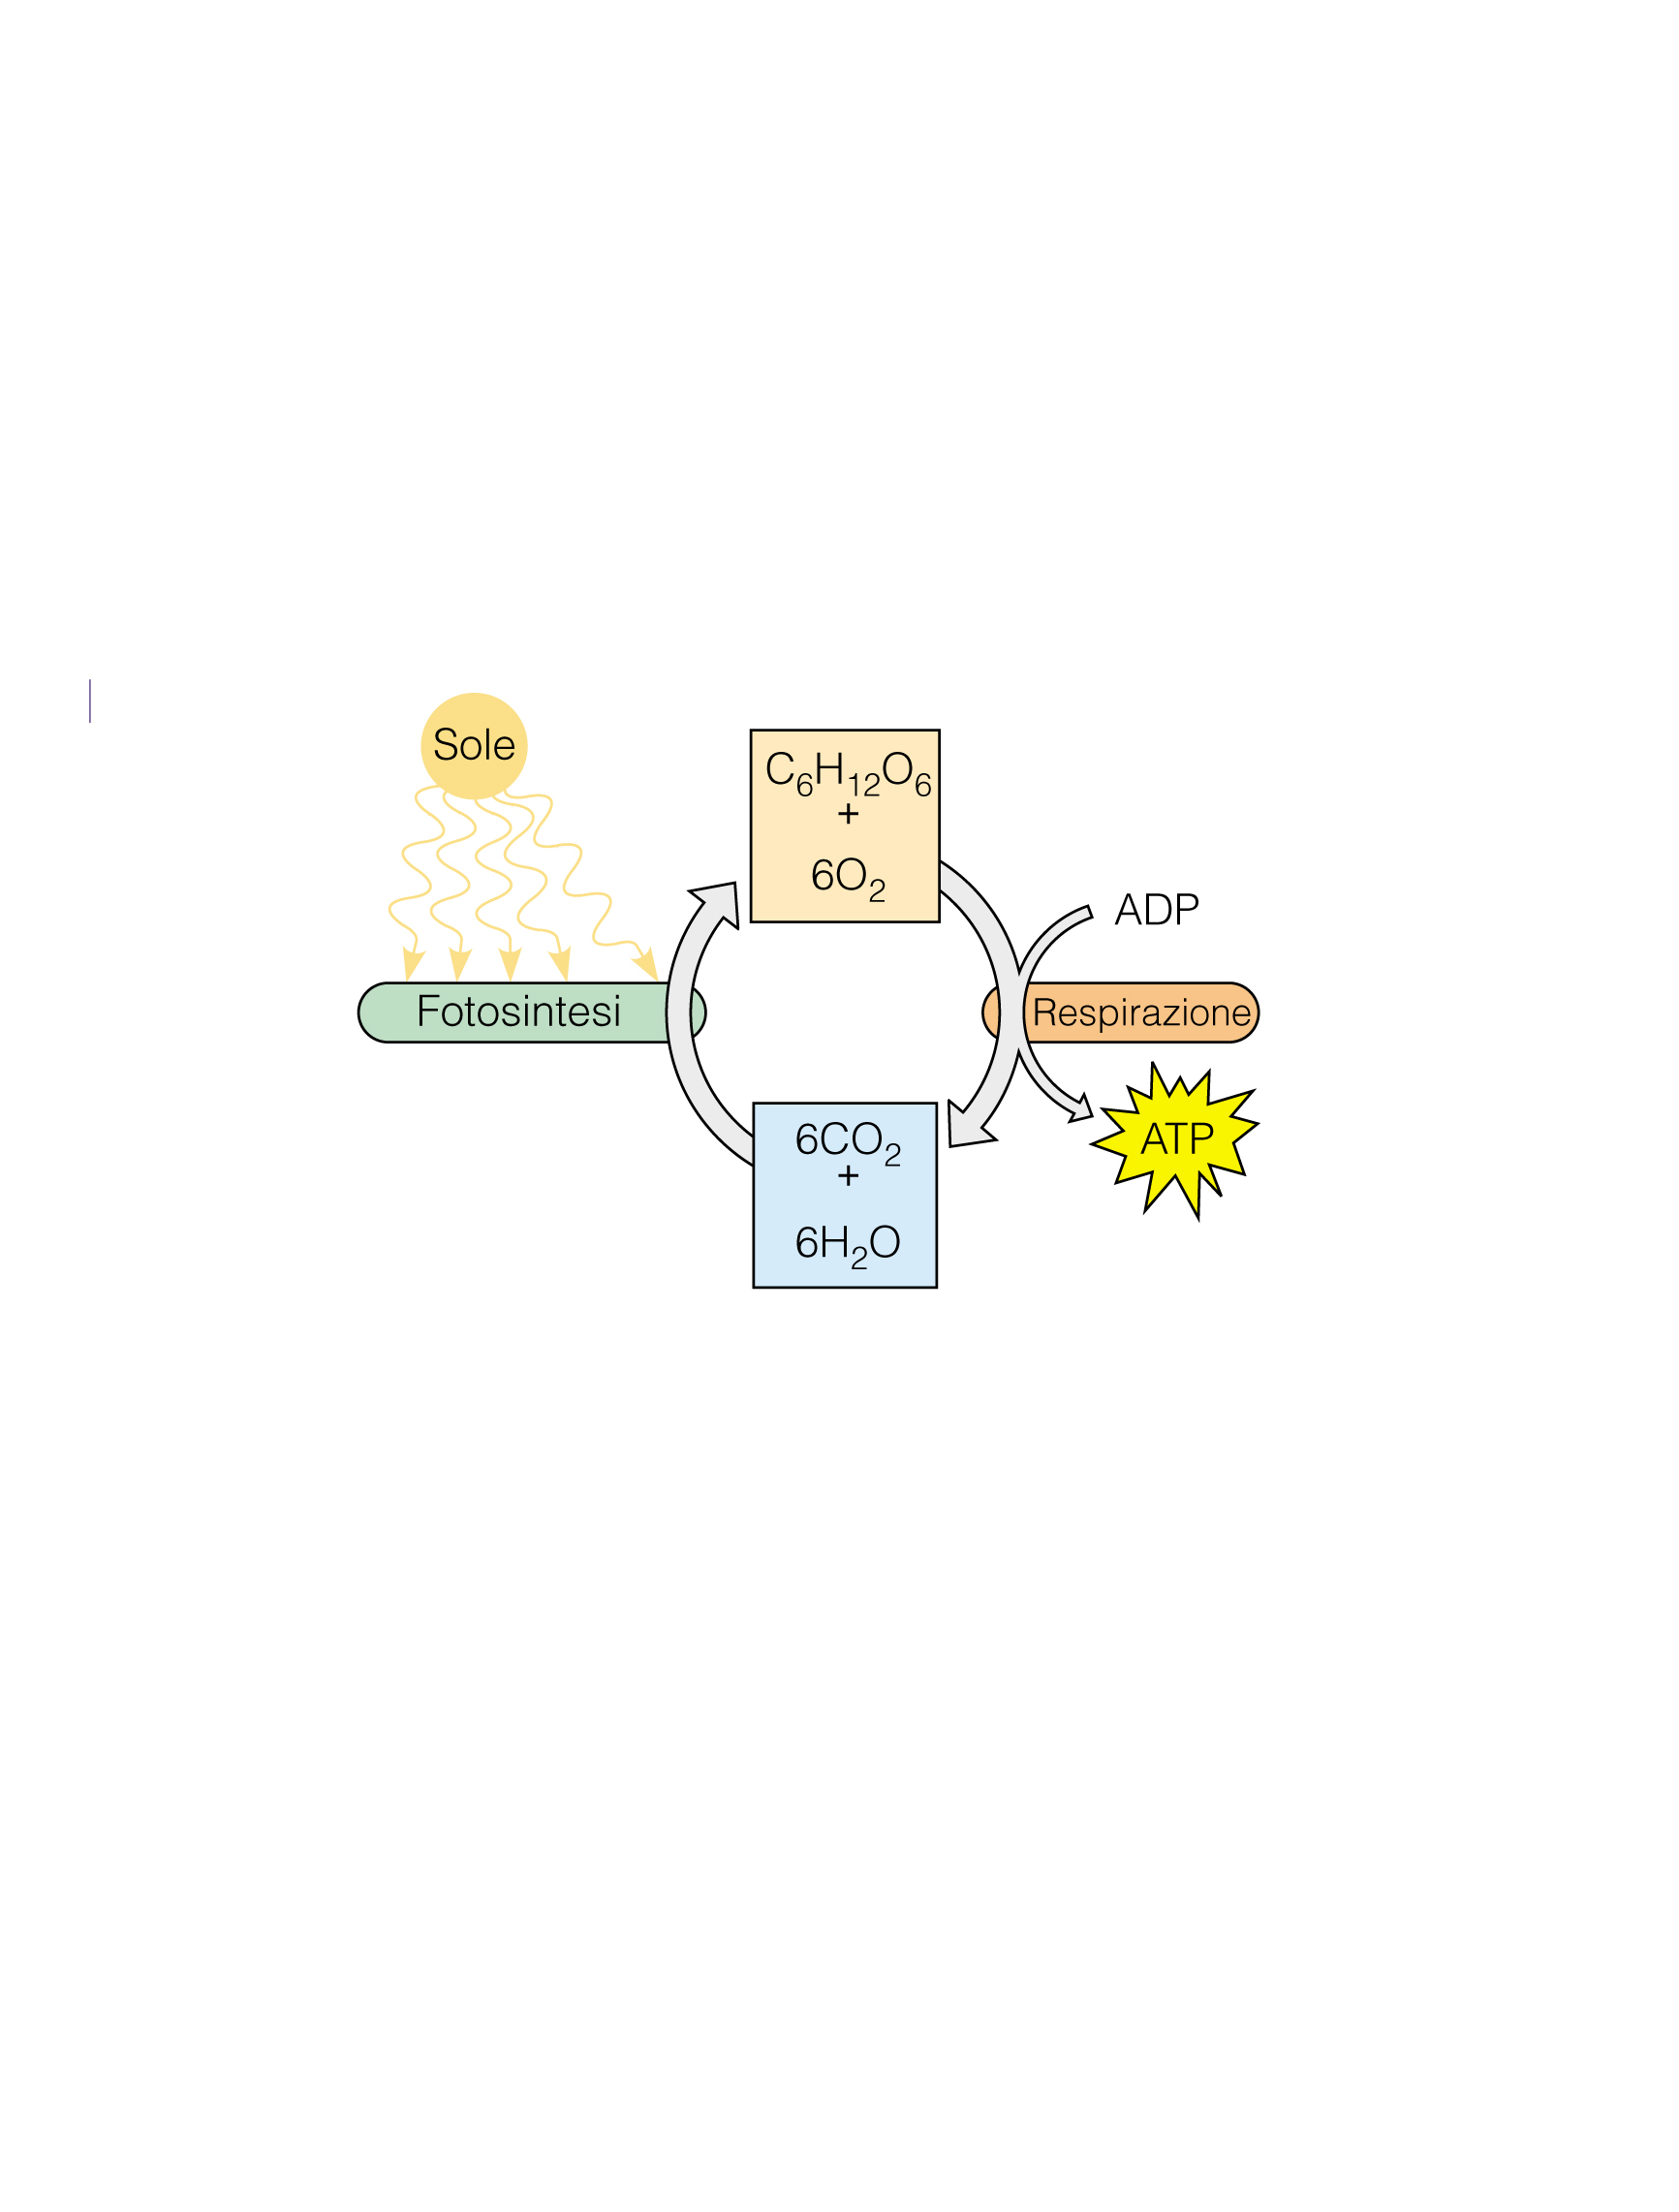 Sole
C₆H₁₂O₆
+
6O₂
ADP
Fotosintesi
Respirazione
6CO₂
+
6H₂O
ATP